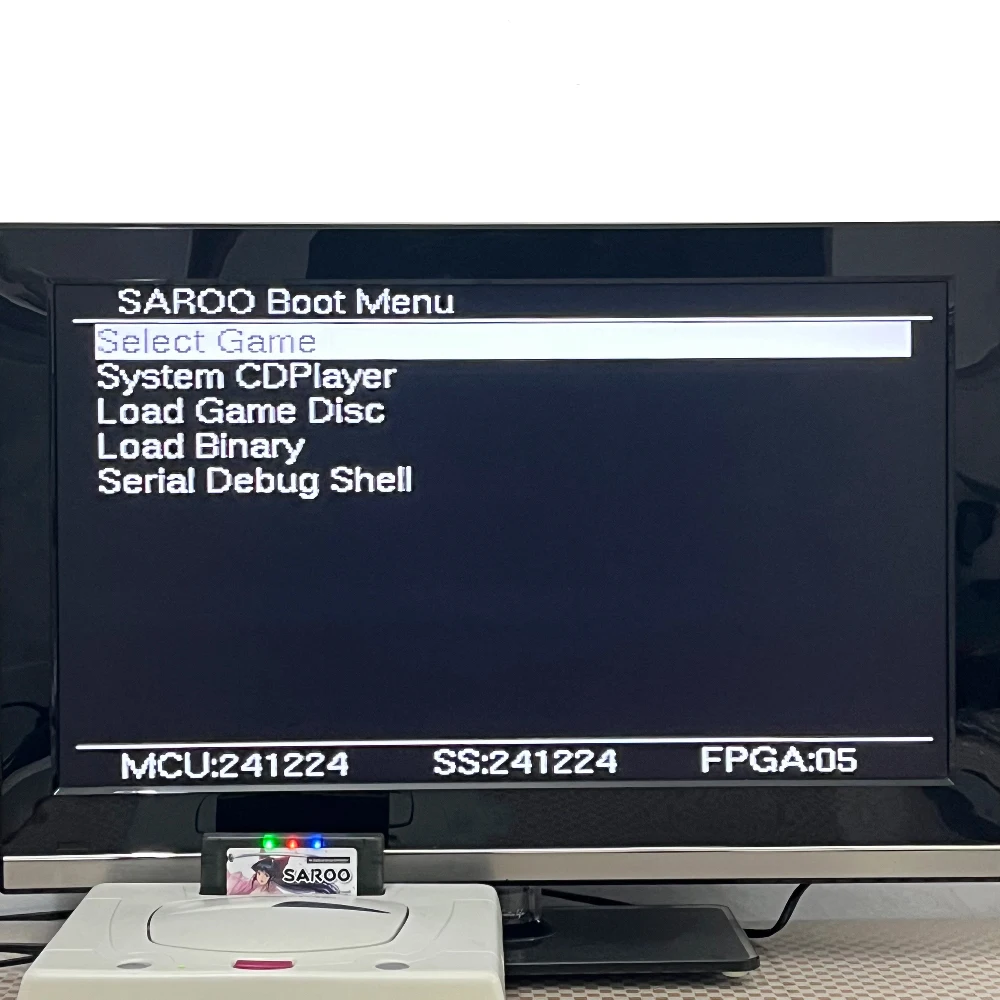 SAROO Boot Menu
Select Game
System CDPlayer
Load Game Disc
Load Binary
Serial Debug Shell
MCU:241224 SS:241224 FPGA:05
SAROO